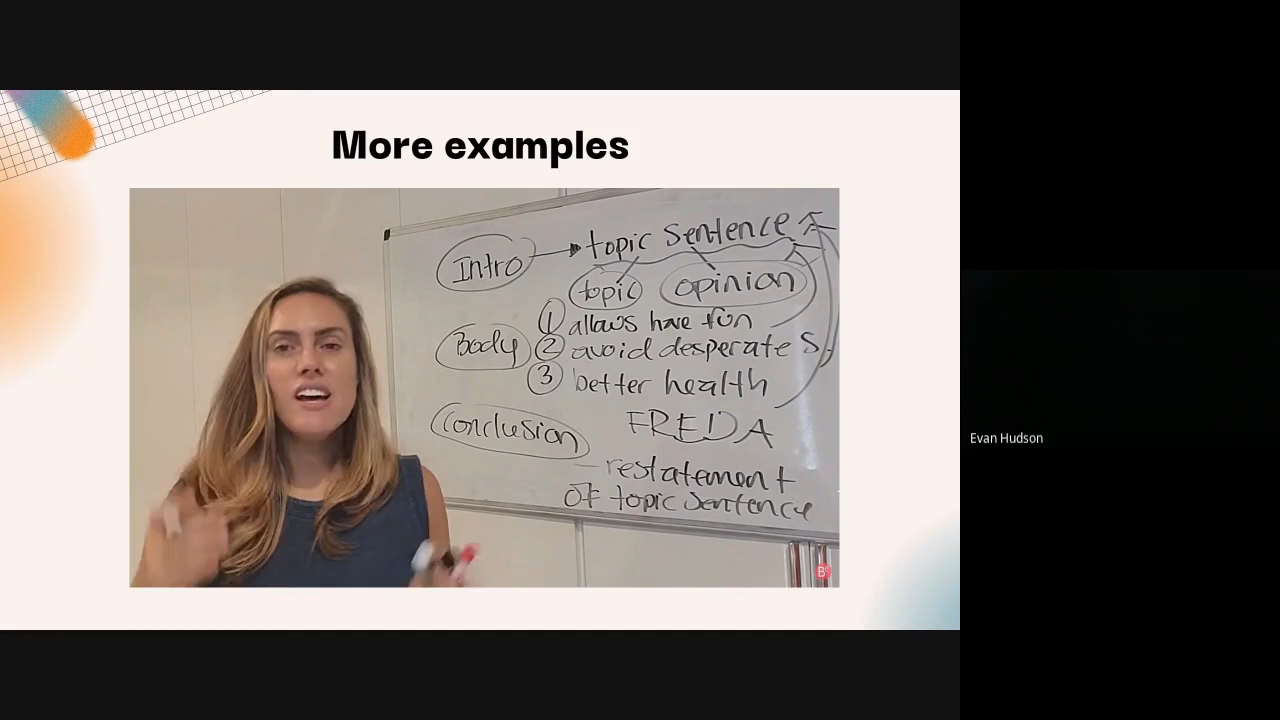 More examples
Intro → topic sentence
topic opinion
① allows have fun
Body ② avoid desperate S.
③ better health
FREDA
Conclusion
- restatement
of topic sentence
Evan Hudson
B